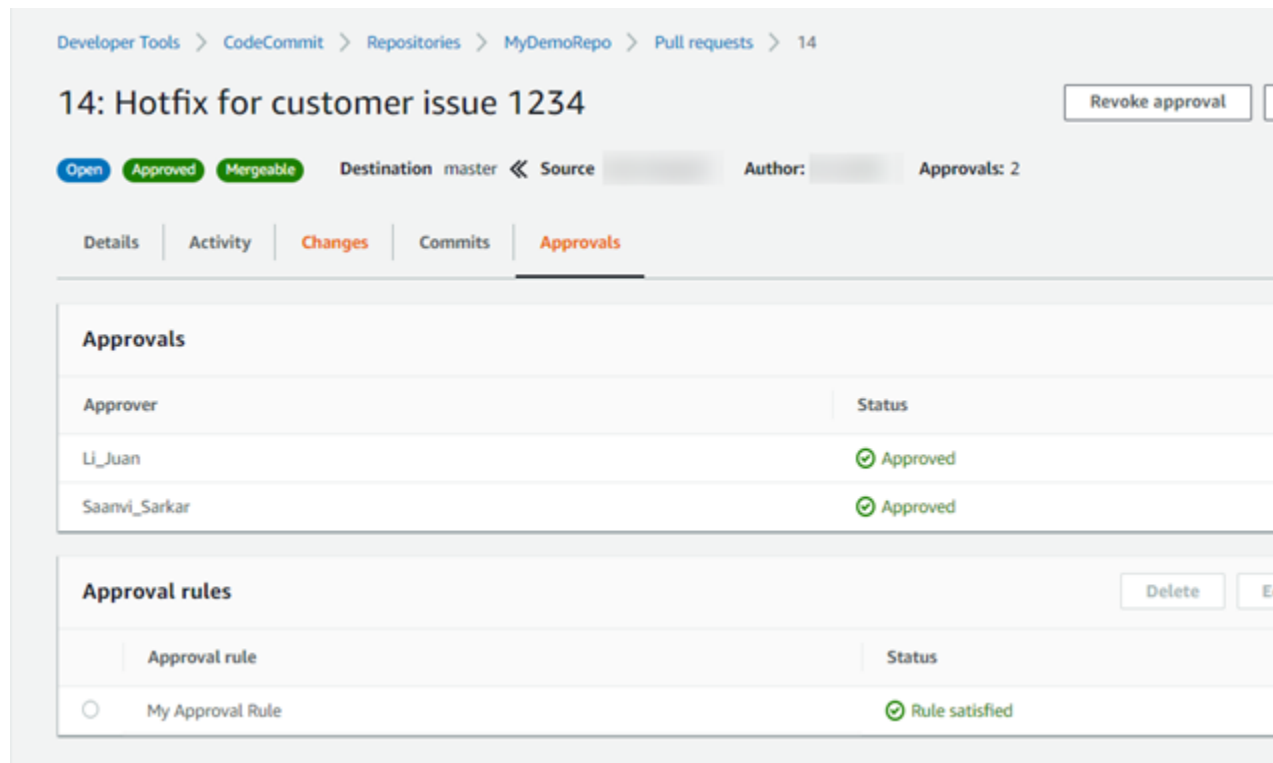 Developer Tools > CodeCommit > Repositories > MyDemoRepo > Pull requests > 14
14: Hotfix for customer issue 1234
Revoke approval
Open Approved Mergeable Destination master Source Author: Approvals: 2
Details Activity Changes Commits Approvals
Approvals
Approver Status
Li_Juan Approved
Saanvi_Sarkar Approved
Approval rules Delete
Approval rule Status
My Approval Rule Rule satisfied